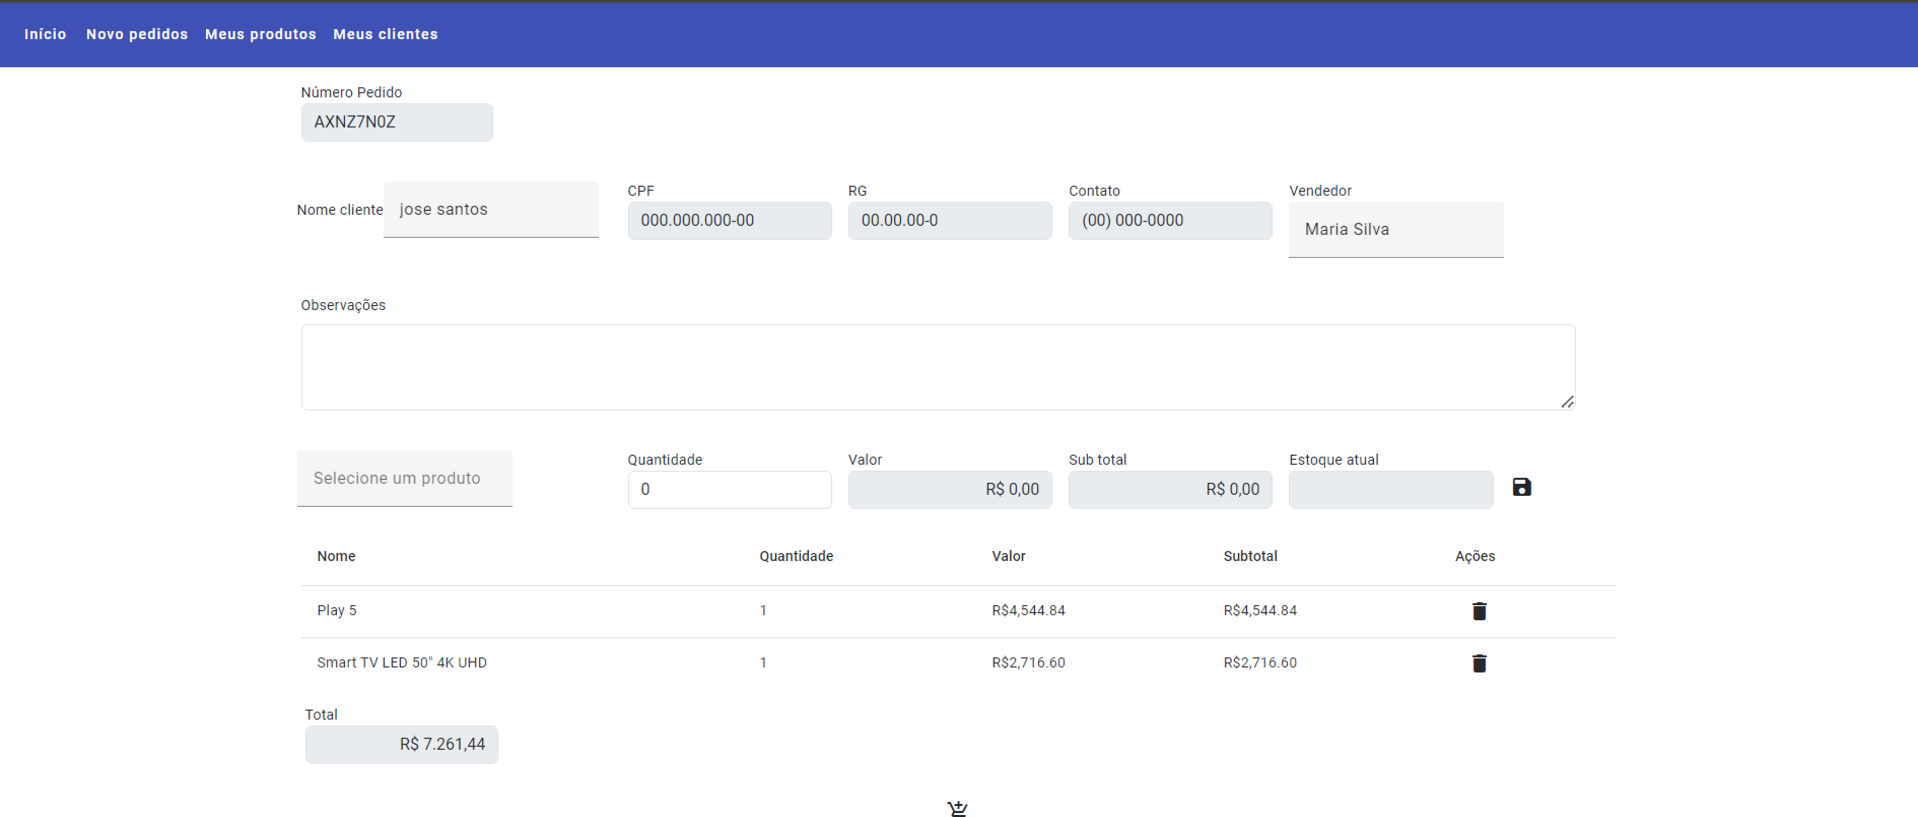 Início Novo pedidos Meus produtos Meus clientes
Número Pedido
AXNZ7N0Z
CPF RG Contato Vendedor
Nome cliente jose santos 000.000.000-00 00.00.00-0 (00) 000-0000 Maria Silva
Observações
Quantidade Valor Sub total Estoque atual
Selecione um produto 0 R$ 0,00 R$ 0,00
Nome Quantidade Valor Subtotal Ações
Play 5 1 R$4,544.84 R$4,544.84
Smart TV LED 50" 4K UHD 1 R$2,716.60 R$2,716.60
Total
R$ 7.261,44